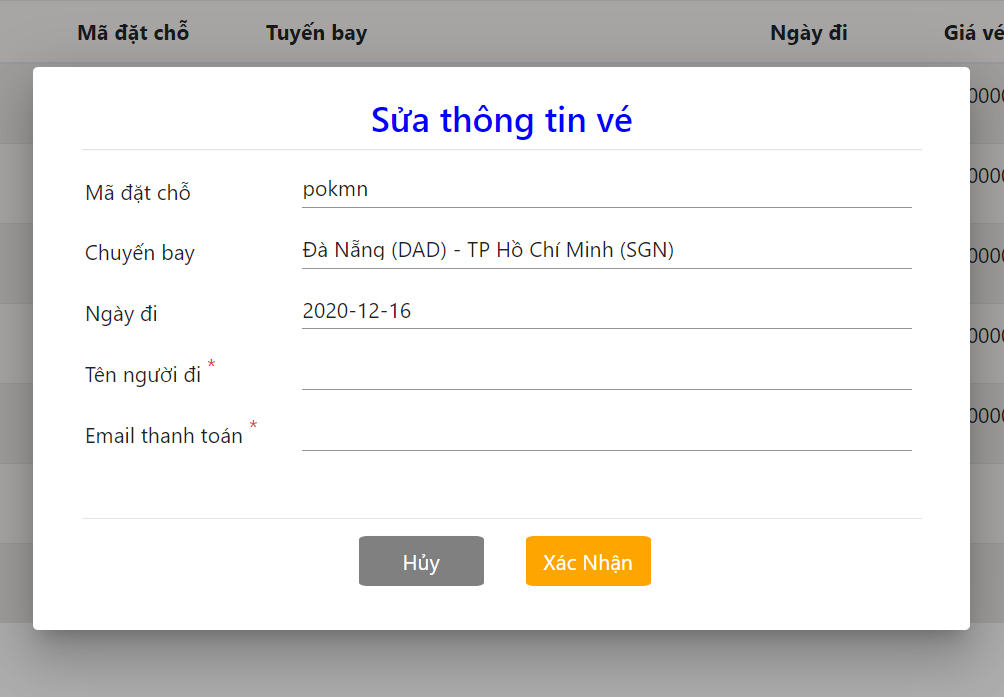 Mã đặt chỗ Tuyến bay Ngày đi Giá vé
Sửa thông tin vé
Mã đặt chỗ pokmn
Chuyến bay Đà Nẵng (DAD) - TP Hồ Chí Minh (SGN)
Ngày đi 2020-12-16
Tên người đi *
Email thanh toán *
Hủy Xác Nhận